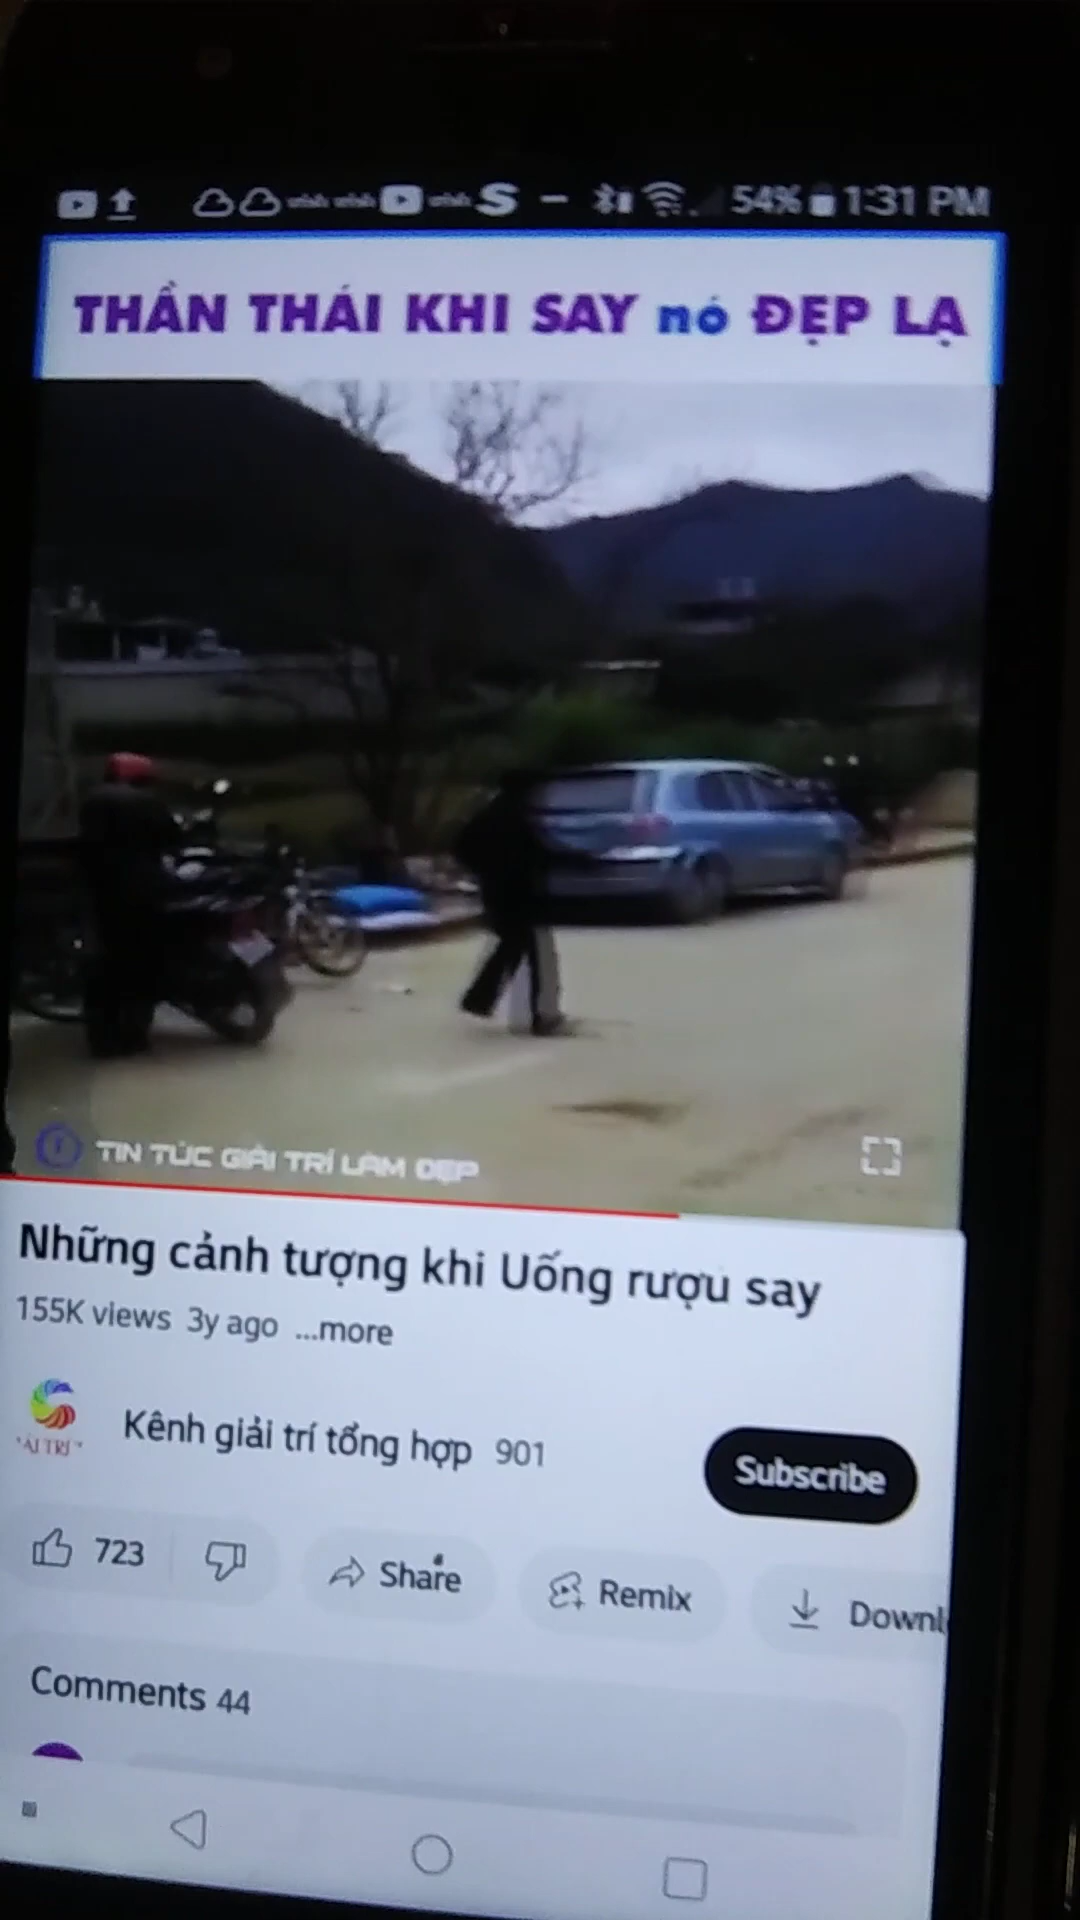 54% 1:31 PM
THẦN THÁI KHI SAY nó ĐẸP LẠ
TIN TỨC GIẢI TRÍ LÀM ĐẸP
Những cảnh tượng khi Uống rượu say
155K views 3y ago ...more
Kênh giải trí tổng hợp 901
Subscribe
723
Share
Remix
Downl
Comments 44